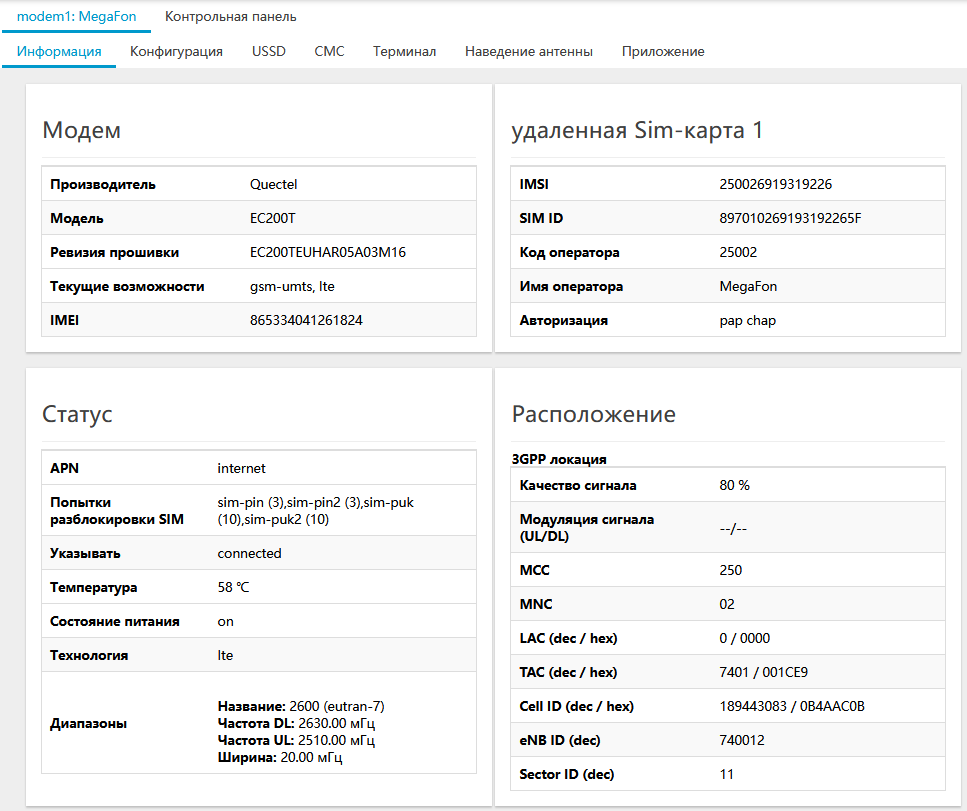 modem1: MegaFon Контрольная панель
Информация Конфигурация USSD СМС Терминал Наведение антенны Приложение
Модем
Производитель Quectel
Модель EC200T
Ревизия прошивки EC200TEUHAR05A03M16
Текущие возможности gsm-umts, lte
IMEI 865334041261824
удаленная Sim-карта 1
IMSI 250026919319226
SIM ID 897010269193192265F
Код оператора 25002
Имя оператора MegaFon
Авторизация pap chap
Статус
APN internet
Попытки разблокировки SIM sim-pin (3),sim-pin2 (3),sim-puk
(10),sim-puk2 (10)
Указывать connected
Температура 58 °C
Состояние питания on
Технология lte
Диапазоны
Название: 2600 (eutran-7)
Частота DL: 2630.00 мГц
Частота UL: 2510.00 мГц
Ширина: 20.00 мГц
Расположение
3GPP локация
Качество сигнала 80 %
Модуляция сигнала
(UL/DL) --/--
MCC 250
MNC 02
LAC (dec / hex) 0 / 0000
TAC (dec / hex) 7401 / 001CE9
Cell ID (dec / hex) 189443083 / 0B4AAC0B
eNB ID (dec) 740012
Sector ID (dec) 11